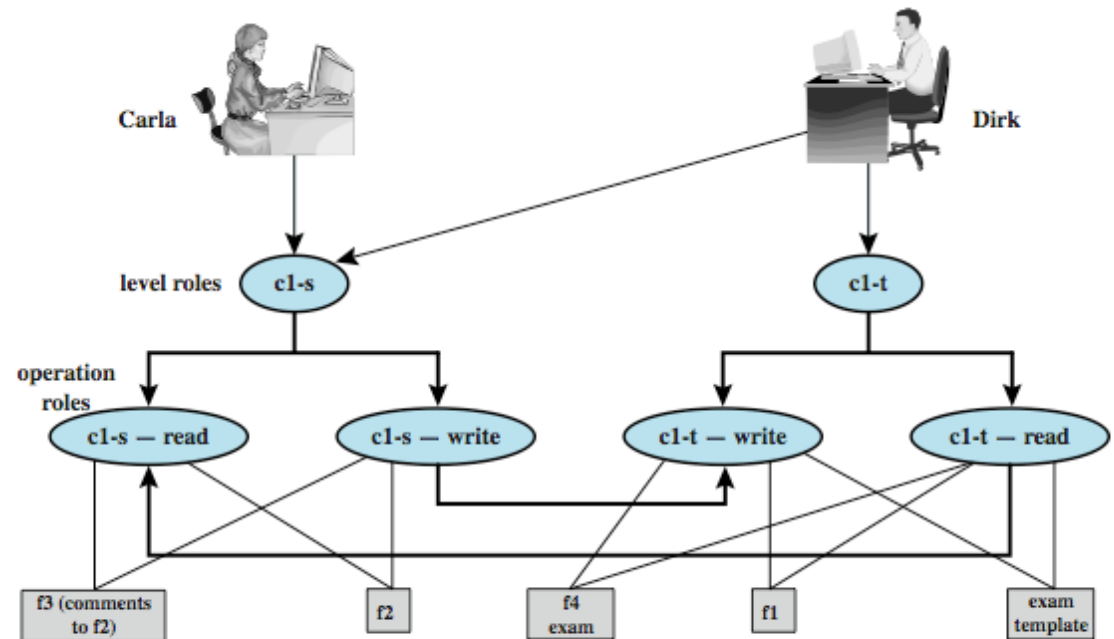 Carla
Dirk
level roles
c1-s
c1-t
operation
roles
c1-s — read
c1-s — write
c1-t — write
c1-t — read
f3 (comments
to f2)
f2
f4
exam
f1
exam
template